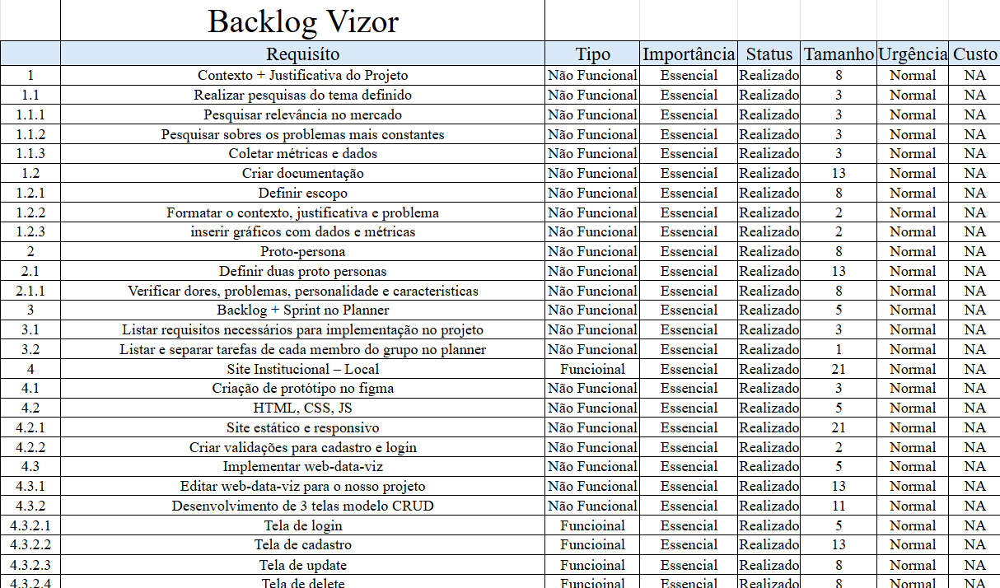 Backlog Vizor
Requisíto Tipo Importância Status Tamanho Urgência Custo
1 Contexto + Justificativa do Projeto Não Funcional Essencial Realizado 8 Normal NA
1.1 Realizar pesquisas do tema definido Não Funcional Essencial Realizado 3 Normal NA
1.1.1 Pesquisar relevância no mercado Não Funcional Essencial Realizado 3 Normal NA
1.1.2 Pesquisar sobres os problemas mais constantes Não Funcional Essencial Realizado 3 Normal NA
1.1.3 Coletar métricas e dados Não Funcional Essencial Realizado 3 Normal NA
1.2 Criar documentação Não Funcional Essencial Realizado 13 Normal NA
1.2.1 Definir escopo Não Funcional Essencial Realizado 8 Normal NA
1.2.2 Formatar o contexto, justificativa e problema Não Funcional Essencial Realizado 2 Normal NA
1.2.3 inserir gráficos com dados e métricas Não Funcional Essencial Realizado 2 Normal NA
2 Proto-persona Não Funcional Essencial Realizado 8 Normal NA
2.1 Definir duas proto personas Não Funcional Essencial Realizado 13 Normal NA
2.1.1 Verificar dores, problemas, personalidade e caracteristicas Não Funcional Essencial Realizado 8 Normal NA
3 Backlog + Sprint no Planner Não Funcional Essencial Realizado 5 Normal NA
3.1 Listar requisitos necessários para implementação no projeto Não Funcional Essencial Realizado 3 Normal NA
3.2 Listar e separar tarefas de cada membro do grupo no planner Não Funcional Essencial Realizado 1 Normal NA
4 Site Institucional – Local Funcioinal Essencial Realizado 21 Normal NA
4.1 Criação de protótipo no figma Não Funcional Essencial Realizado 3 Normal NA
4.2 HTML, CSS, JS Não Funcional Essencial Realizado 5 Normal NA
4.2.1 Site estático e responsivo Não Funcional Essencial Realizado 21 Normal NA
4.2.2 Criar validações para cadastro e login Não Funcional Essencial Realizado 2 Normal NA
4.3 Implementar web-data-viz Não Funcional Essencial Realizado 5 Normal NA
4.3.1 Editar web-data-viz para o nosso projeto Não Funcional Essencial Realizado 13 Normal NA
4.3.2 Desenvolvimento de 3 telas modelo CRUD Não Funcional Essencial Realizado 11 Normal NA
4.3.2.1 Tela de login Funcioinal Essencial Realizado 5 Normal NA
4.3.2.2 Tela de cadastro Funcioinal Essencial Realizado 13 Normal NA
4.3.2.3 Tela de update Funcioinal Essencial Realizado 8 Normal NA
4.3.2.4 Tela de delete Funcioinal Essencial Realizado 8 Normal NA